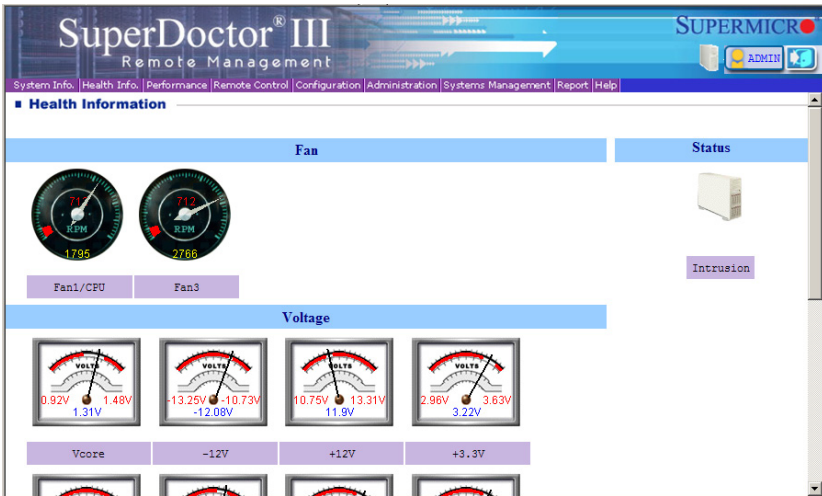 SuperDoctor® III
SUPERMICR
Remote Management
ADMIN
System Info. Health Info. Performance Remote Control Configuration Administration Systems Management Report Help
Health Information
Fan
Status
712 712
RPM RPM
1795 2766
Fan1/CPU Fan3
Intrusion
Voltage
VOLTS VOLTS VOLTS VOLTS
0.92V 1.48V -13.25V -10.73V 10.75V 13.31V 2.96V 3.63V
1.31V -12.08V 11.9V 3.22V
Vcore -12V +12V +3.3V